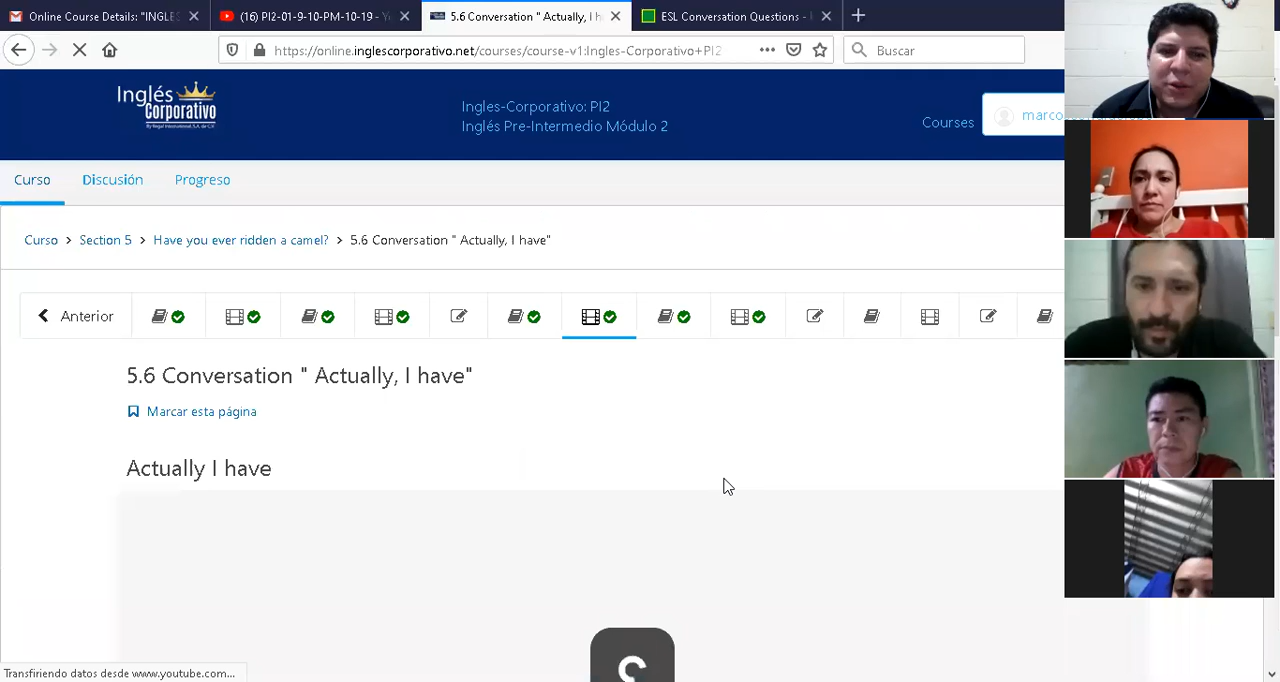 Online Course Details: "INGLES
(16) PI2-01-9-10-PM-10-19 - Yo
5.6 Conversation " Actually, I h
ESL Conversation Questions -
https://online.inglescorporativo.net/courses/course-v1:Ingles-Corporativo+PI2
Buscar
Inglés
Corporativo
Ingles-Corporativo: PI2
Inglés Pre-Intermedio Módulo 2
Courses
marco
Curso
Discusión
Progreso
Curso > Section 5 > Have you ever ridden a camel? > 5.6 Conversation " Actually, I have"
Anterior
5.6 Conversation " Actually, I have"
Marcar esta página
Actually I have
Transfiriendo datos desde www.youtube.com...